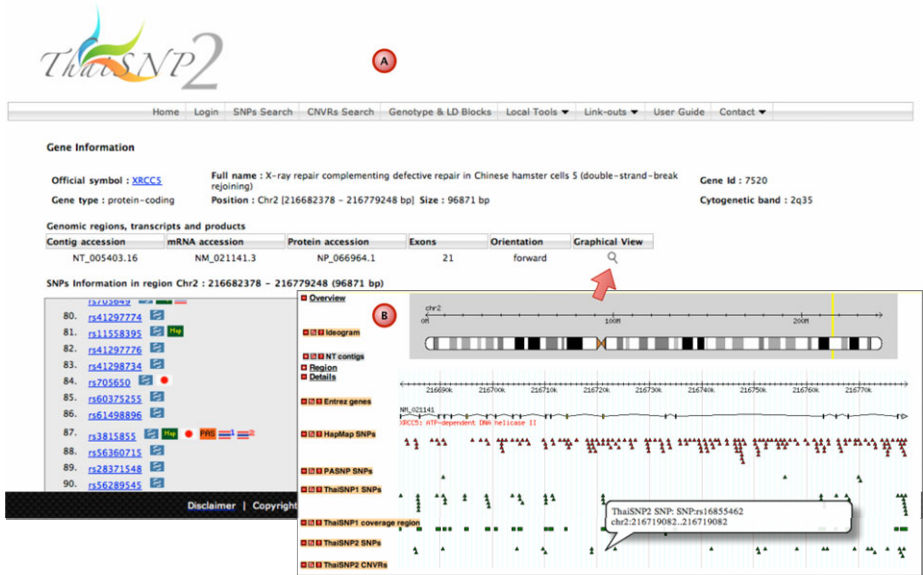 ThaiSNP2
A
Home Login SNPs Search CNVRs Search Genotype & LD Blocks Local Tools Link-outs User Guide Contact
Gene Information
Official symbol : XRCC5
Full name : X-ray repair complementing defective repair in Chinese hamster cells 5 (double-strand-break
rejoining)
Gene Id : 7520
Gene type : protein-coding
Position : Chr2 [216682378 - 216779248 bp] Size : 96871 bp
Cytogenetic band : 2q35
Genomic regions, transcripts and products
Contig accession mRNA accession Protein accession Exons Orientation Graphical View
NT_005403.16 NM_021141.3 NP_066964.1 21 forward
SNPs Information in region Chr2 : 216682378 - 216779248 (96871 bp)
rs705649
80. rs41297774
81. rs11558395 Map
82. rs41297776
83. rs41298734
84. rs705650
85. rs60375255
86. rs61498896
87. rs3815855 Map PAS 1 2
88. rs56360715
89. rs28371548
90. rs56289545
Disclaimer | Copyright
B
Overview
chr2
0M 100M 200M
Ideogram
NT contigs
Region
Details
216690k 216700k 216710k 216720k 216730k 216740k 216750k 216760k 216770k
Entrez genes
NM_021141
XRCC5: ATP-dependent DNA helicase II
HapMap SNPs
PASNP SNPs
ThaiSNP1 SNPs
ThaiSNP2 SNP: SNP:rs16855462
chr2:216719082..216719082
ThaiSNP1 coverage region
ThaiSNP2 SNPs
ThaiSNP2 CNVRs